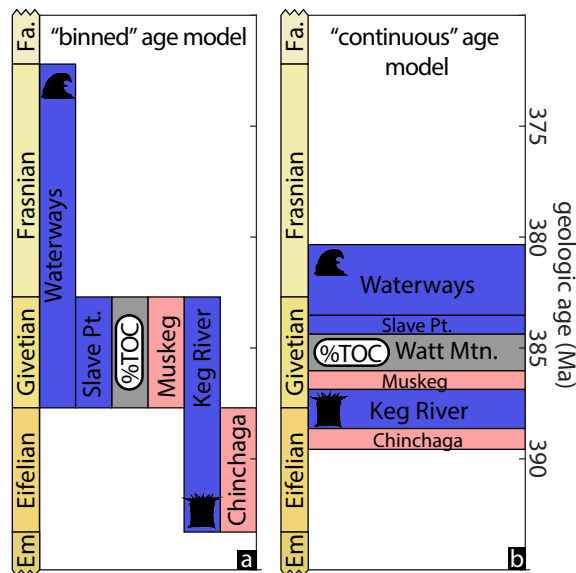 "binned" age model
Fa.
Frasnian
Givetian
Eifelian
Em
Waterways
Slave Pt.
%TOC
Muskeg
Keg River
Chinchaga
a
"continuous" age
model
Fa.
Frasnian
Givetian
Eifelian
Em
Waterways
Slave Pt.
%TOC Watt Mtn.
Muskeg
Keg River
Chinchaga
b
375
380
385
390
geologic age (Ma)